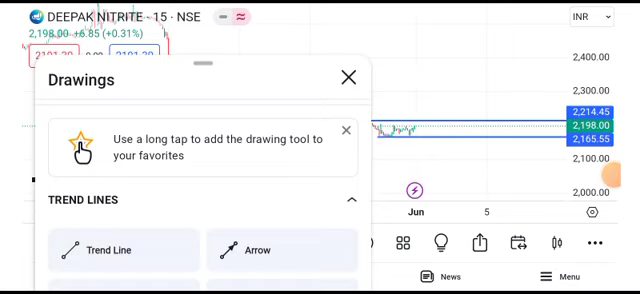 DEEPAK NITRITE · 15 · NSE
INR
2,198.00 +6.85 (+0.31%)
2,400.00
Drawings
2,300.00
2,214.45
2,198.00
Use a long tap to add the drawing tool to
your favorites
2,165.55
2,100.00
TREND LINES
2,000.00
Jun
5
Trend Line
Arrow
News
Menu